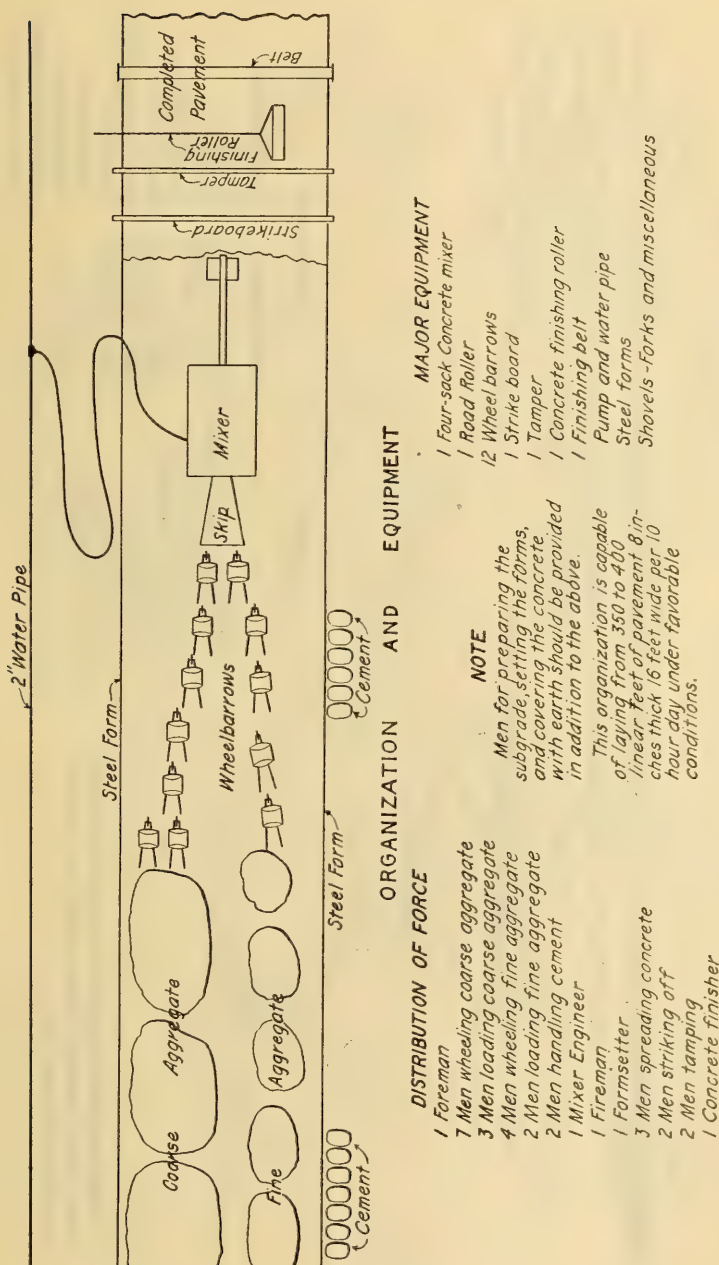 2" Water Pipe
Steel Form
Coarse Aggregate
Fine Aggregate
Wheelbarrows
Skip
Mixer
Strikeboard
Tamper
Finishing
Roller
Completed
Pavement
Belt
Cement
Cement
Steel Form
ORGANIZATION AND EQUIPMENT
DISTRIBUTION OF FORCE
1 Foreman
7 Men wheeling coarse aggregate
3 Men loading coarse aggregate
4 Men wheeling fine aggregate
2 Men loading fine aggregate
2 Men handling cement
1 Mixer Engineer
1 Fireman
1 Formsetter
3 Men spreading concrete
2 Men striking off
2 Men tamping
1 Concrete finisher
NOTE
Men for preparing the
subgrade, setting the forms,
and covering the concrete
with earth should be provided
in addition to the above.
This organization is capable
of laying from 350 to 400
linear feet of pavement 8 in-
ches thick 16 feet wide per 10
hour day under favorable
conditions.
MAJOR EQUIPMENT
1 Four-sack Concrete mixer
1 Road Roller
12 Wheel barrows
1 Strike board
1 Tamper
1 Concrete finishing roller
1 Finishing belt
Pump and water pipe
Steel forms
Shovels-Forks and miscellaneous